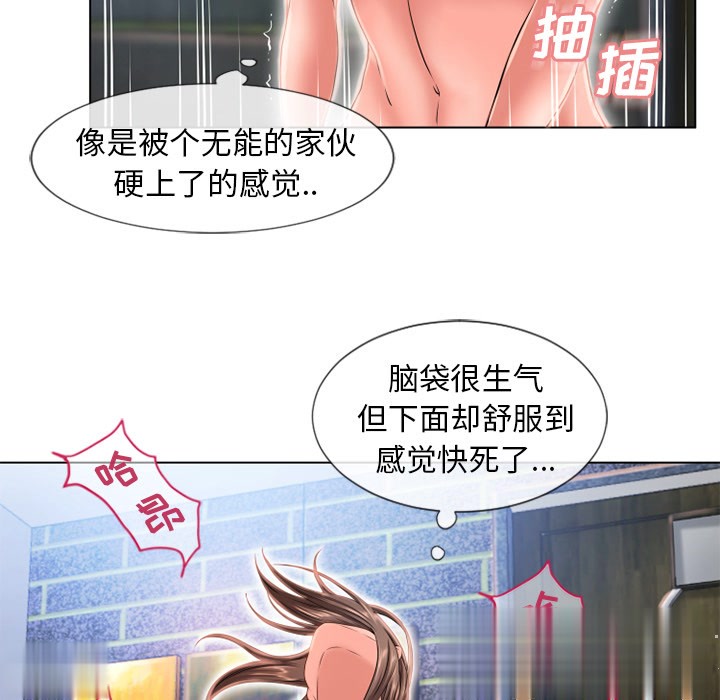 抽插
像是被个无能的家伙
硬上了的感觉..
脑袋很生气
但下面却舒服到
感觉快死了...
哈